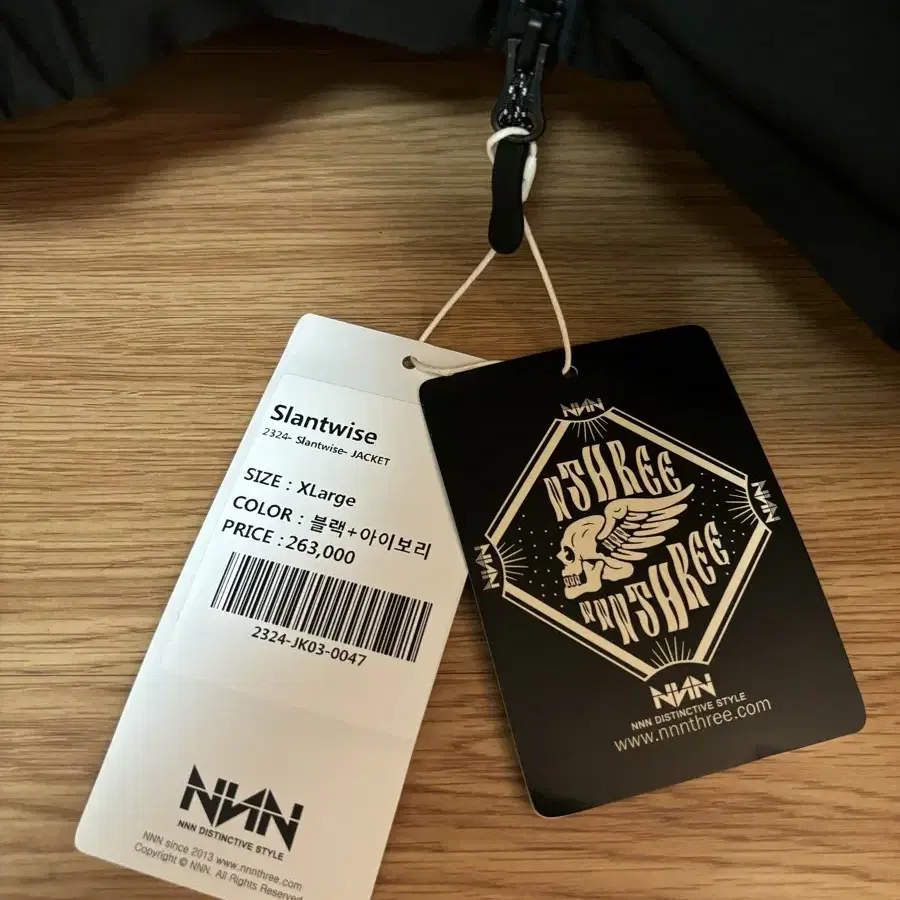 Slantwise
2324- Slantwise- JACKET
SIZE : XLarge
COLOR : 블랙+아이보리
PRICE : 263,000
2324-JK03-0047
NNN
NNN DISTINCTIVE STYLE
NNN since 2013 www.nnnthree.com
Copyright © NNN. All Rights Reserved
NNN
NTHREE
NNN
NNN
NNNTHREE
NNN
NNN DISTINCTIVE STYLE
www.nnnthree.com